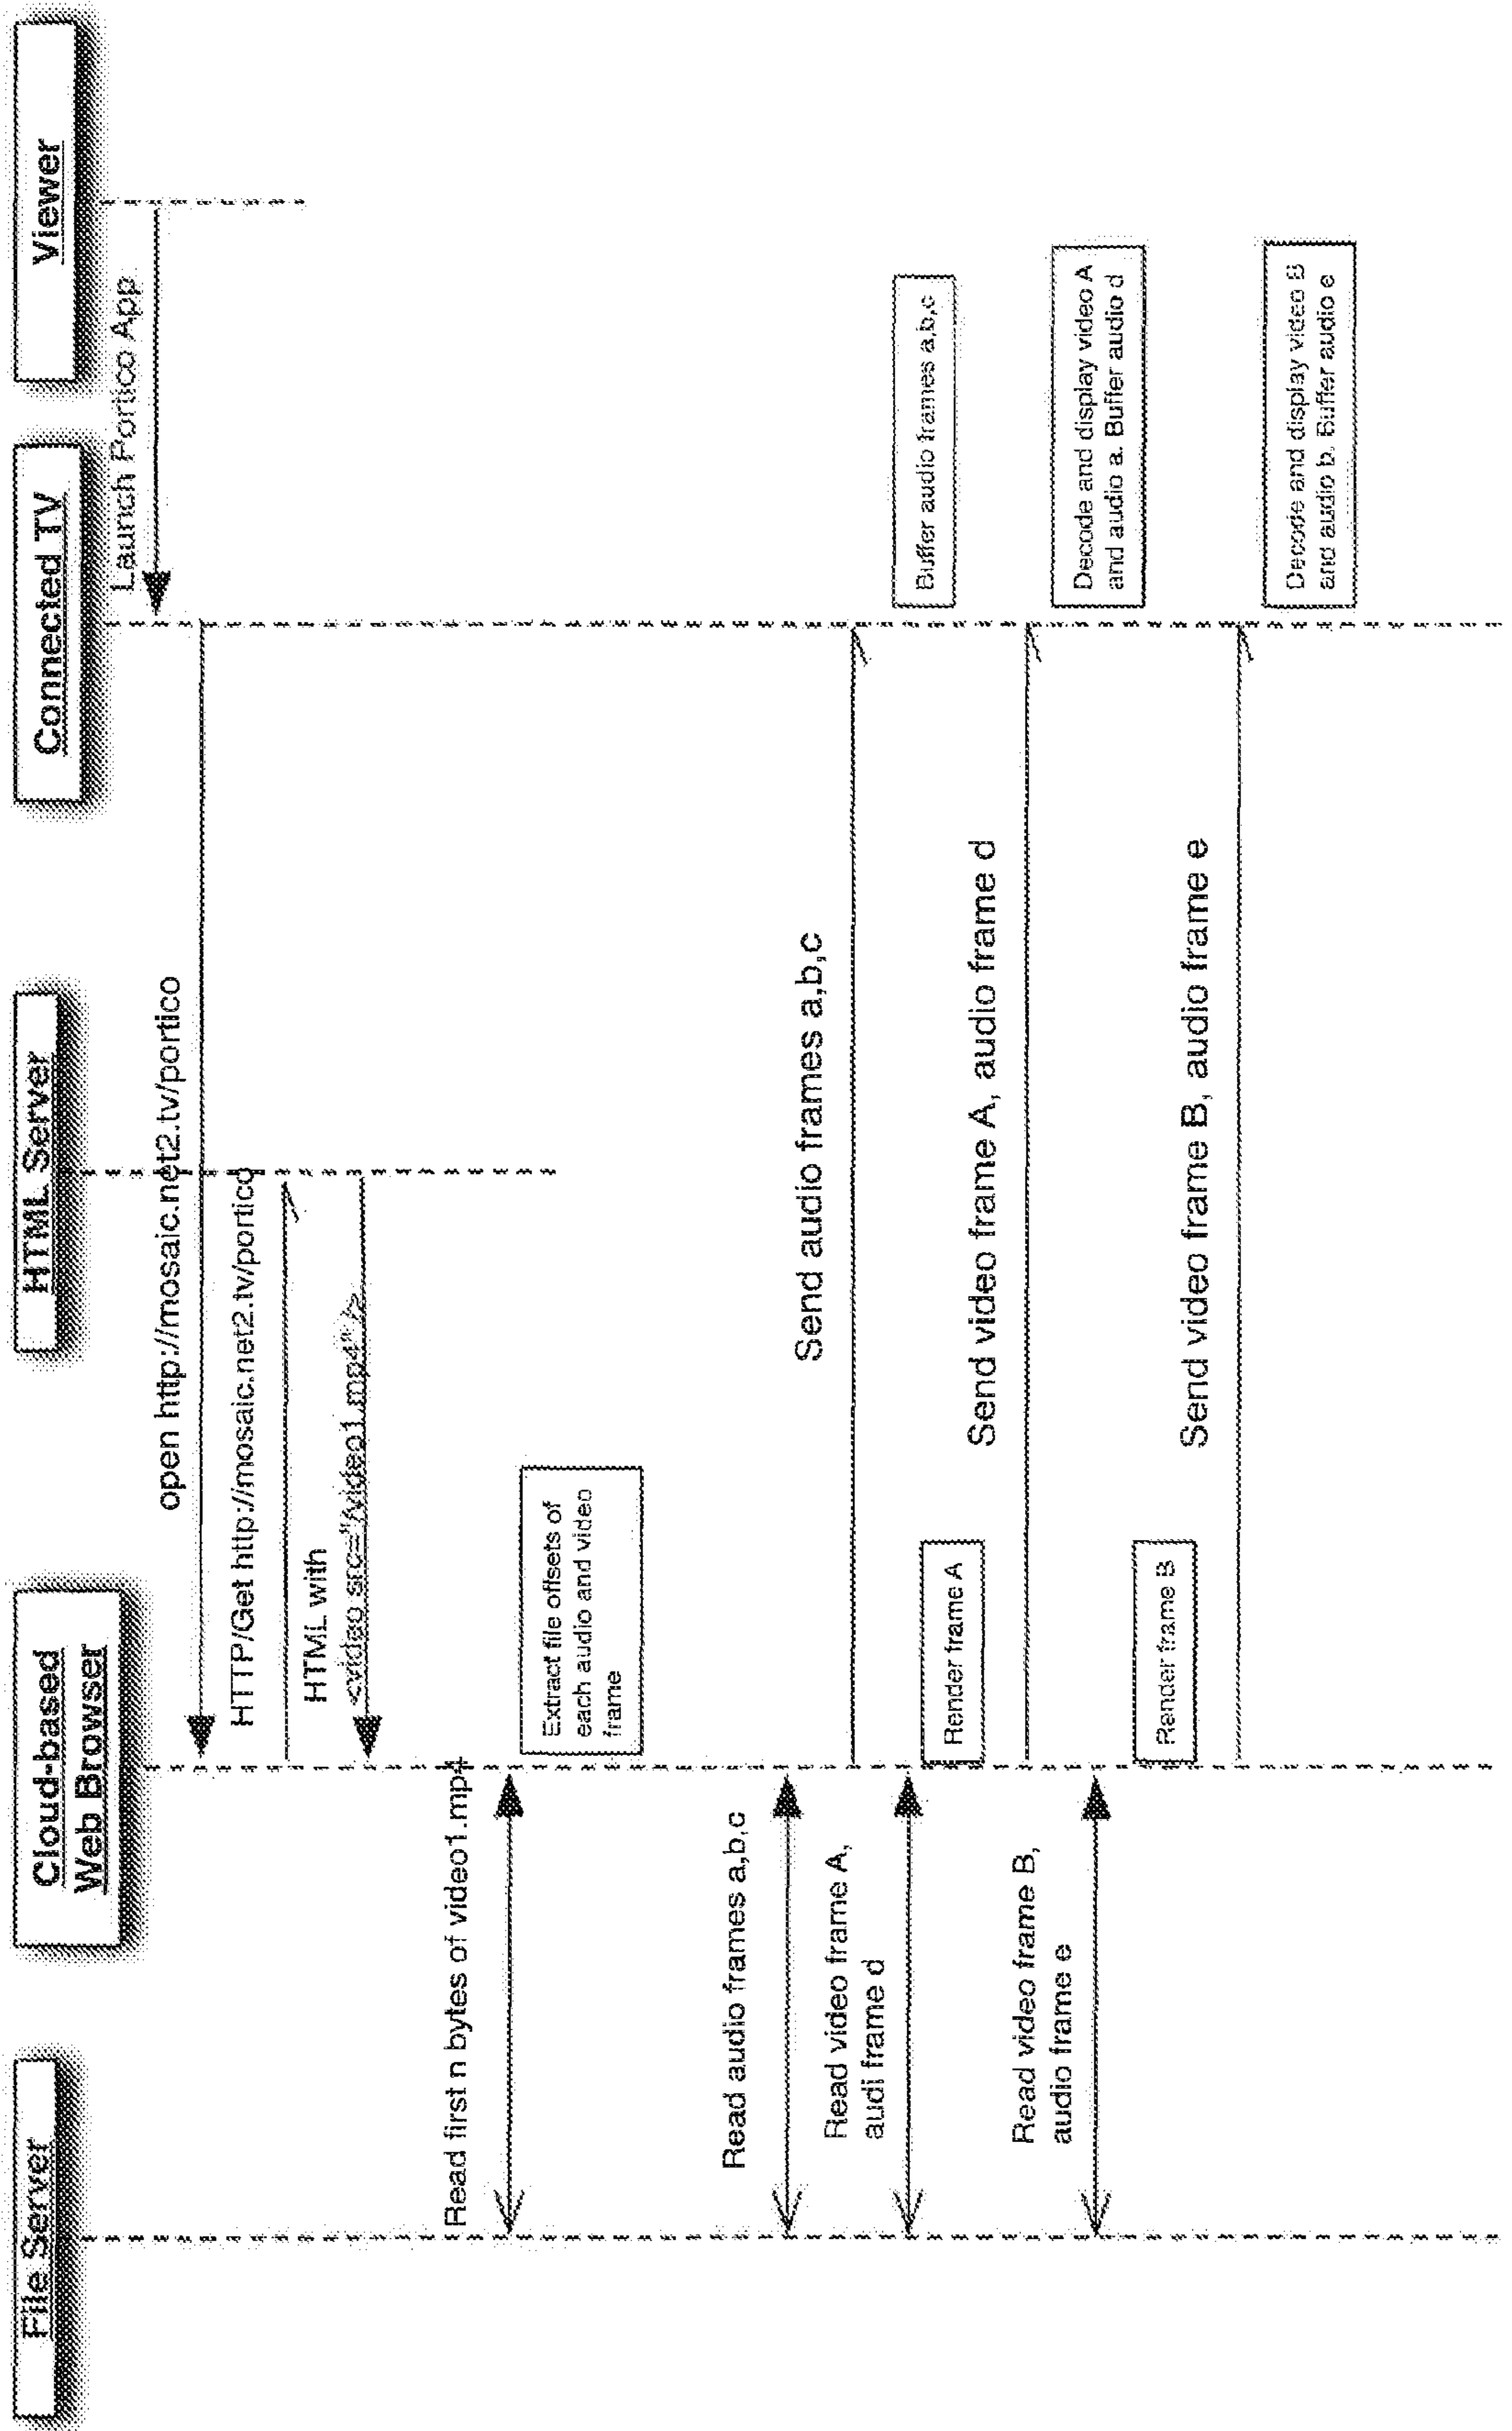 File Server
Cloud-based
Web Browser
HTML Server
Connected TV
Viewer
Launch Portico App
open http://mosaic.net2.tv/portico
HTTP/Get http://mosaic.net2.tv/portico
HTML with
<video src="/video1.mp4" />
Read first n bytes of video1.mp4
Extract file offsets of
each audio and video
frame
Read audio frames a,b,c
Send audio frames a,b,c
Buffer audio frames a,b,c
Read video frame A,
audi frame d
Render frame A
Send video frame A, audio frame d
Decode and display video A
and audio a. Buffer audio d
Read video frame B,
audio frame e
Render frame B
Send video frame B, audio frame e
Decode and display video B
and audio b. Buffer audio e